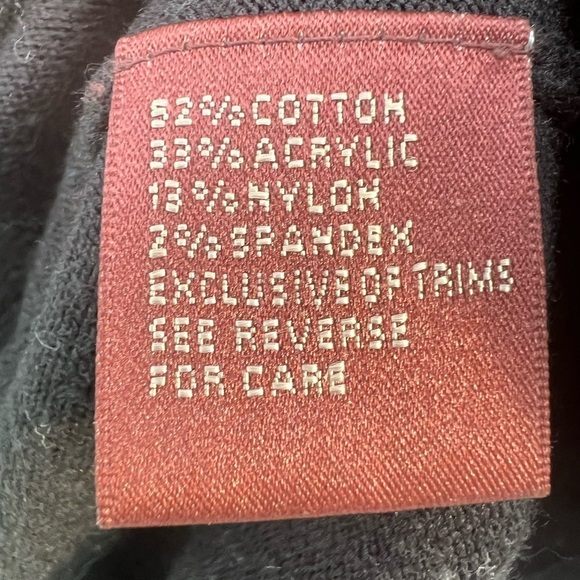 52% COTTON
33% ACRYLIC
13% NYLON
2% SPANDEX
EXCLUSIVE OF TRIMS
SEE REVERSE
FOR CARE